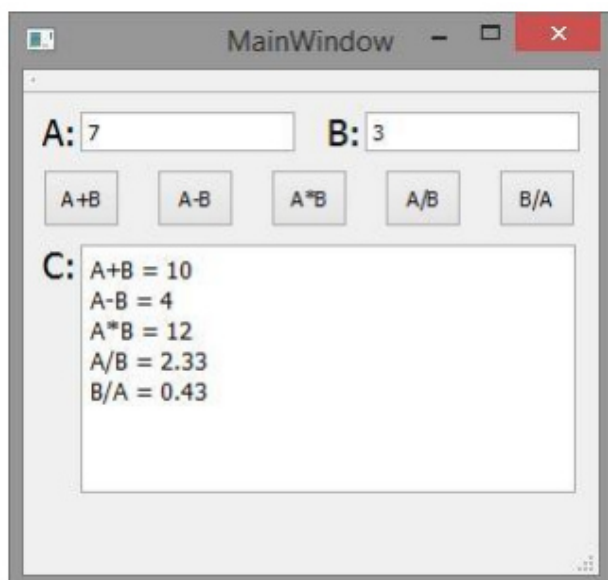 MainWindow
A: 7 B: 3
A+B A-B A*B A/B B/A
C: A+B = 10
A-B = 4
A*B = 12
A/B = 2.33
B/A = 0.43